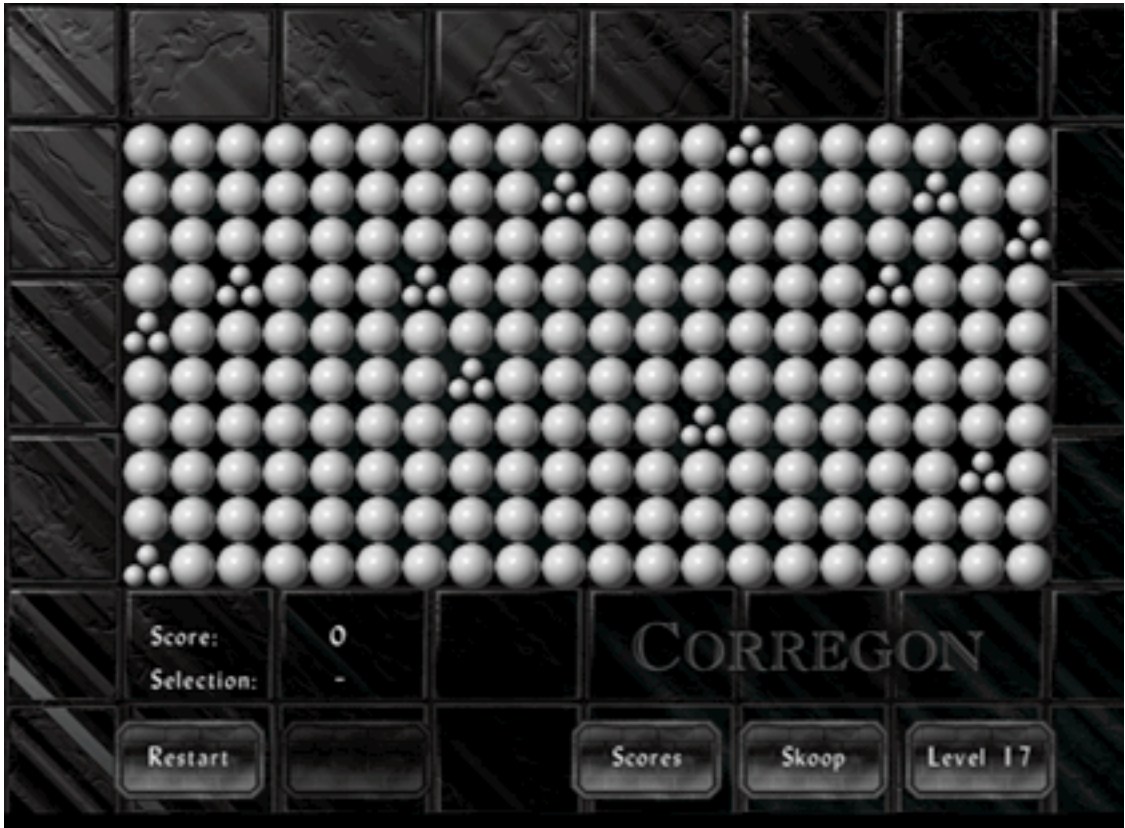 Score: 0
CORREGON
Selection: -
Restart
Scores
Skoop
Level 17